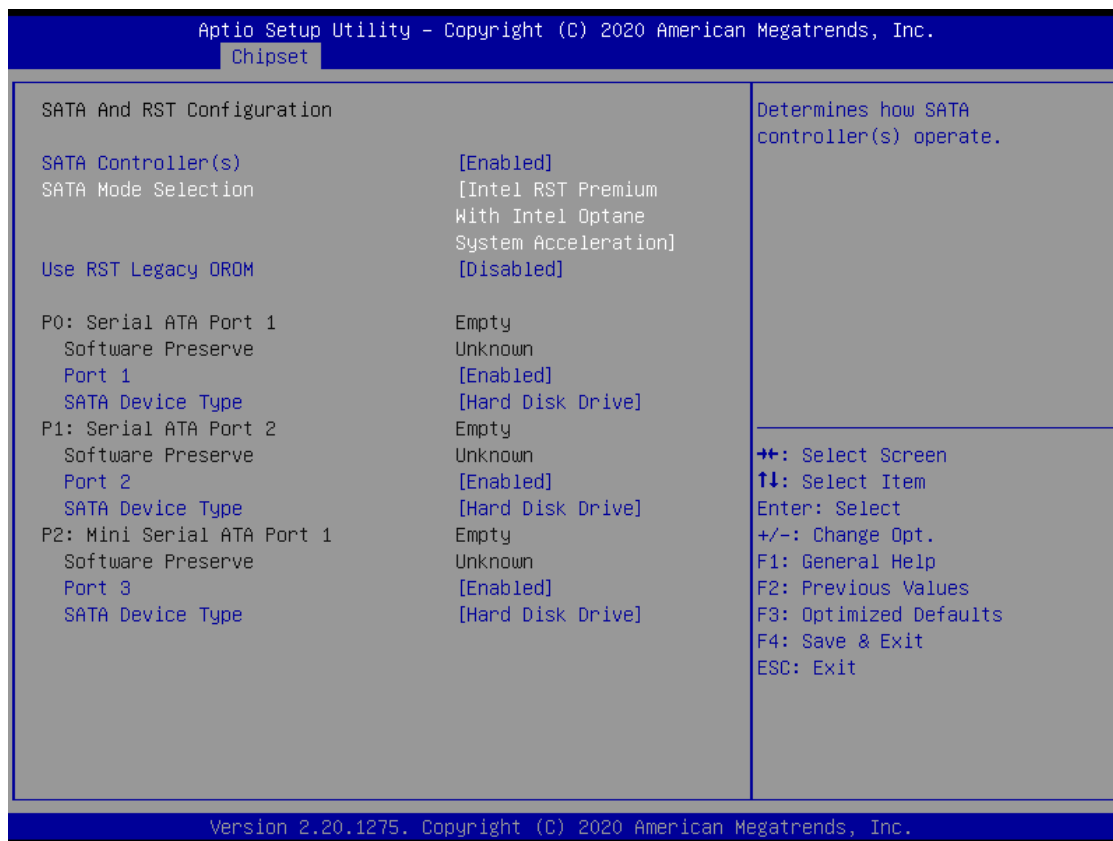 Aptio Setup Utility – Copyright (C) 2020 American Megatrends, Inc.
Chipset
SATA And RST Configuration
SATA Controller(s) [Enabled]
SATA Mode Selection [Intel RST Premium
With Intel Optane
System Acceleration]
Use RST Legacy OROM [Disabled]
P0: Serial ATA Port 1 Empty
Software Preserve Unknown
Port 1 [Enabled]
SATA Device Type [Hard Disk Drive]
P1: Serial ATA Port 2 Empty
Software Preserve Unknown
Port 2 [Enabled]
SATA Device Type [Hard Disk Drive]
P2: Mini Serial ATA Port 1 Empty
Software Preserve Unknown
Port 3 [Enabled]
SATA Device Type [Hard Disk Drive]
Determines how SATA
controller(s) operate.
→←: Select Screen
↑↓: Select Item
Enter: Select
+/-: Change Opt.
F1: General Help
F2: Previous Values
F3: Optimized Defaults
F4: Save & Exit
ESC: Exit
Version 2.20.1275. Copyright (C) 2020 American Megatrends, Inc.